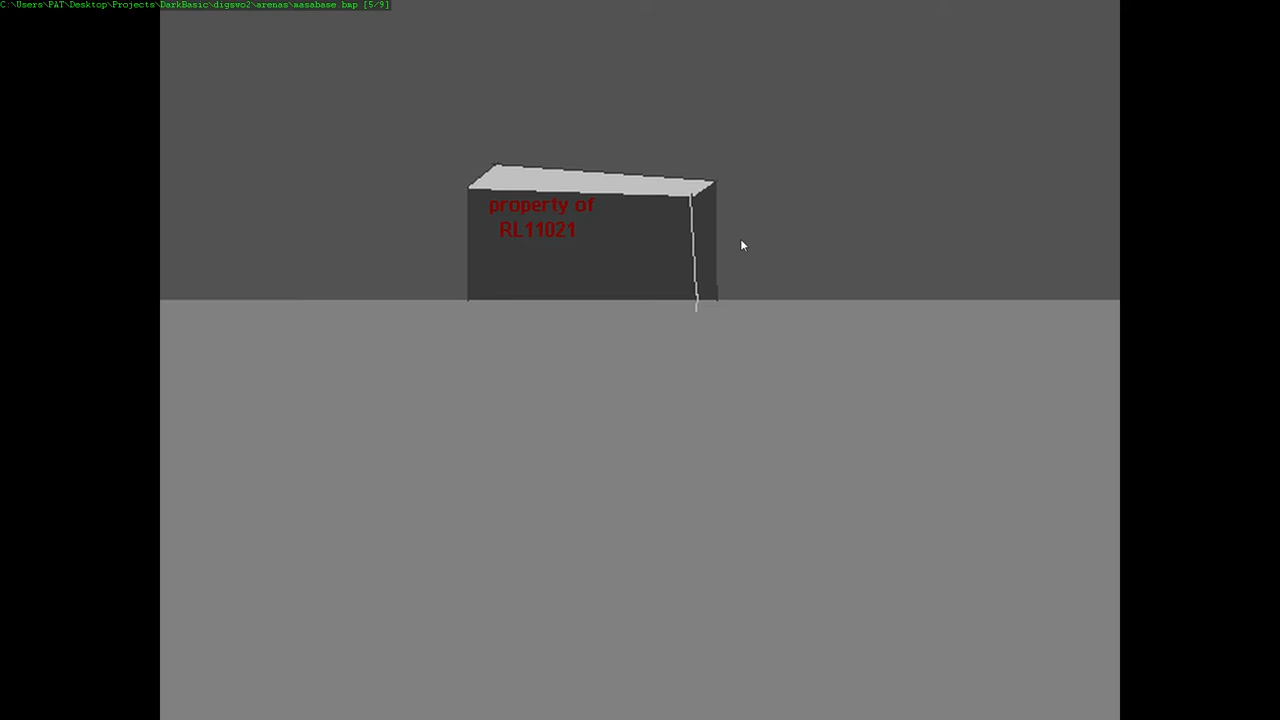 C:\Users\PAT\Desktop\Projects\DarkBasic\digswo2\arenas\masabase.bmp [5/9]
property of
RL11021